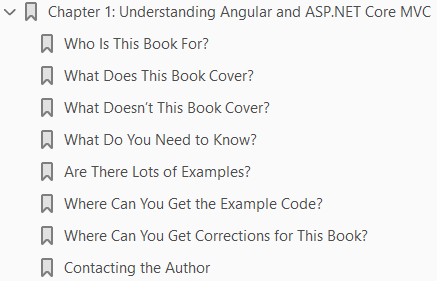 Chapter 1: Understanding Angular and ASP.NET Core MVC
Who Is This Book For?
What Does This Book Cover?
What Doesn’t This Book Cover?
What Do You Need to Know?
Are There Lots of Examples?
Where Can You Get the Example Code?
Where Can You Get Corrections for This Book?
Contacting the Author